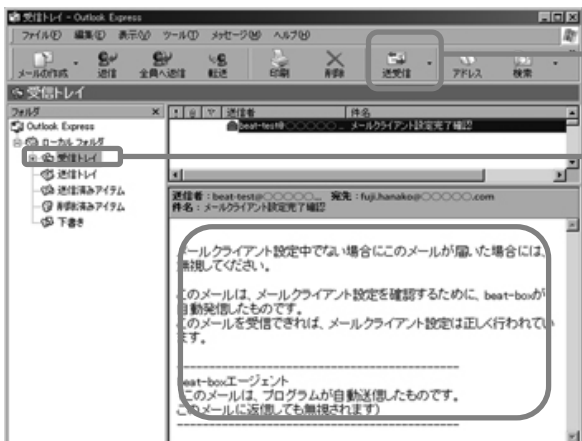 受信トレイ - Outlook Express
ファイル(F) 編集(E) 表示(V) ツール(T) メッセージ(M) ヘルプ(H)
メールの作成 返信 全員へ返信 転送 印刷 削除 送受信 アドレス 検索
受信トレイ
フォルダ
Outlook Express
ローカル フォルダ
受信トレイ
送信トレイ
送信済みアイテム
削除済みアイテム
下書き
送信者 件名
beat-test@○○○○○... メールクライアント設定完了確認
送信者 : beat-test@○○○○○... 宛先 : fuji.hanako@○○○○○.com
件名 : メールクライアント設定完了確認
メールクライアント設定中でない場合にこのメールが届いた場合には、
無視してください。
このメールは、メールクライアント設定を確認するために、beat-boxが
自動発信したものです。
このメールを受信できれば、メールクライアント設定は正しく行われてい
ます。
--------------------------------------------------
beat-boxエージェント
(このメールは、プログラムが自動送信したものです。
このメールに返信しても無視されます)
--------------------------------------------------